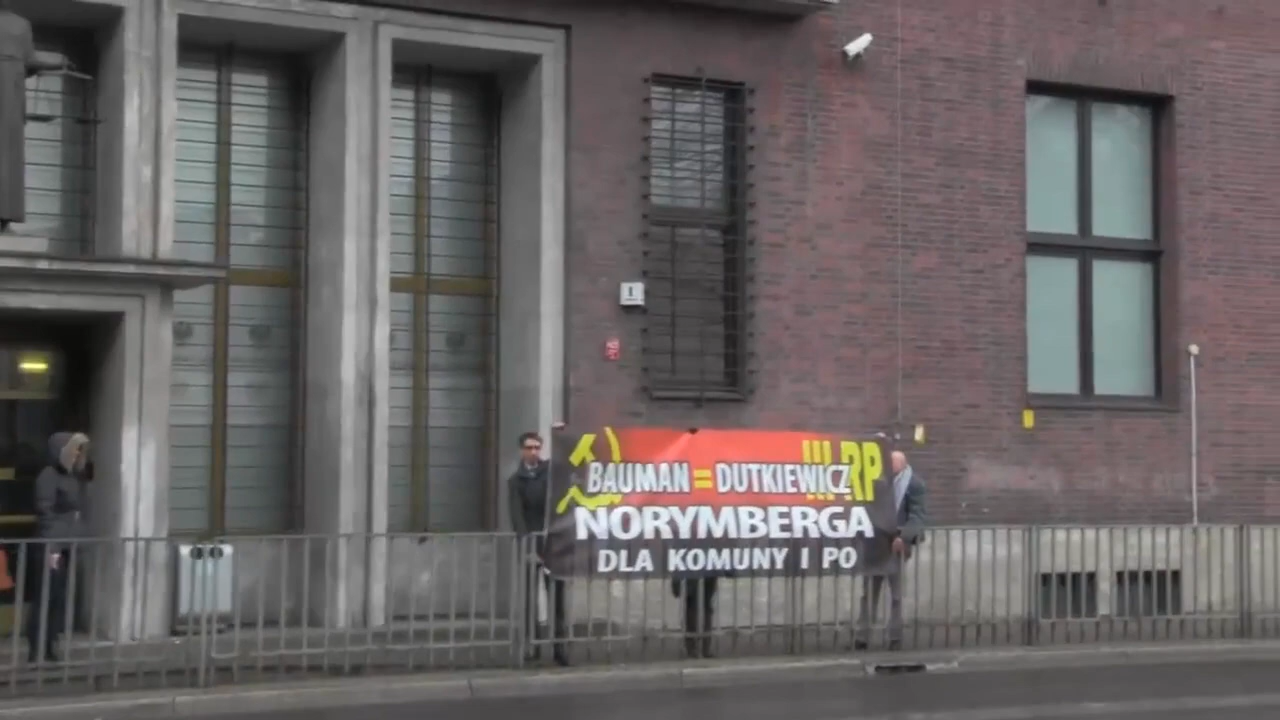 1
III RP
BAUMAN = DUTKIEWICZ
NORYMBERGA
DLA KOMUNY I PO